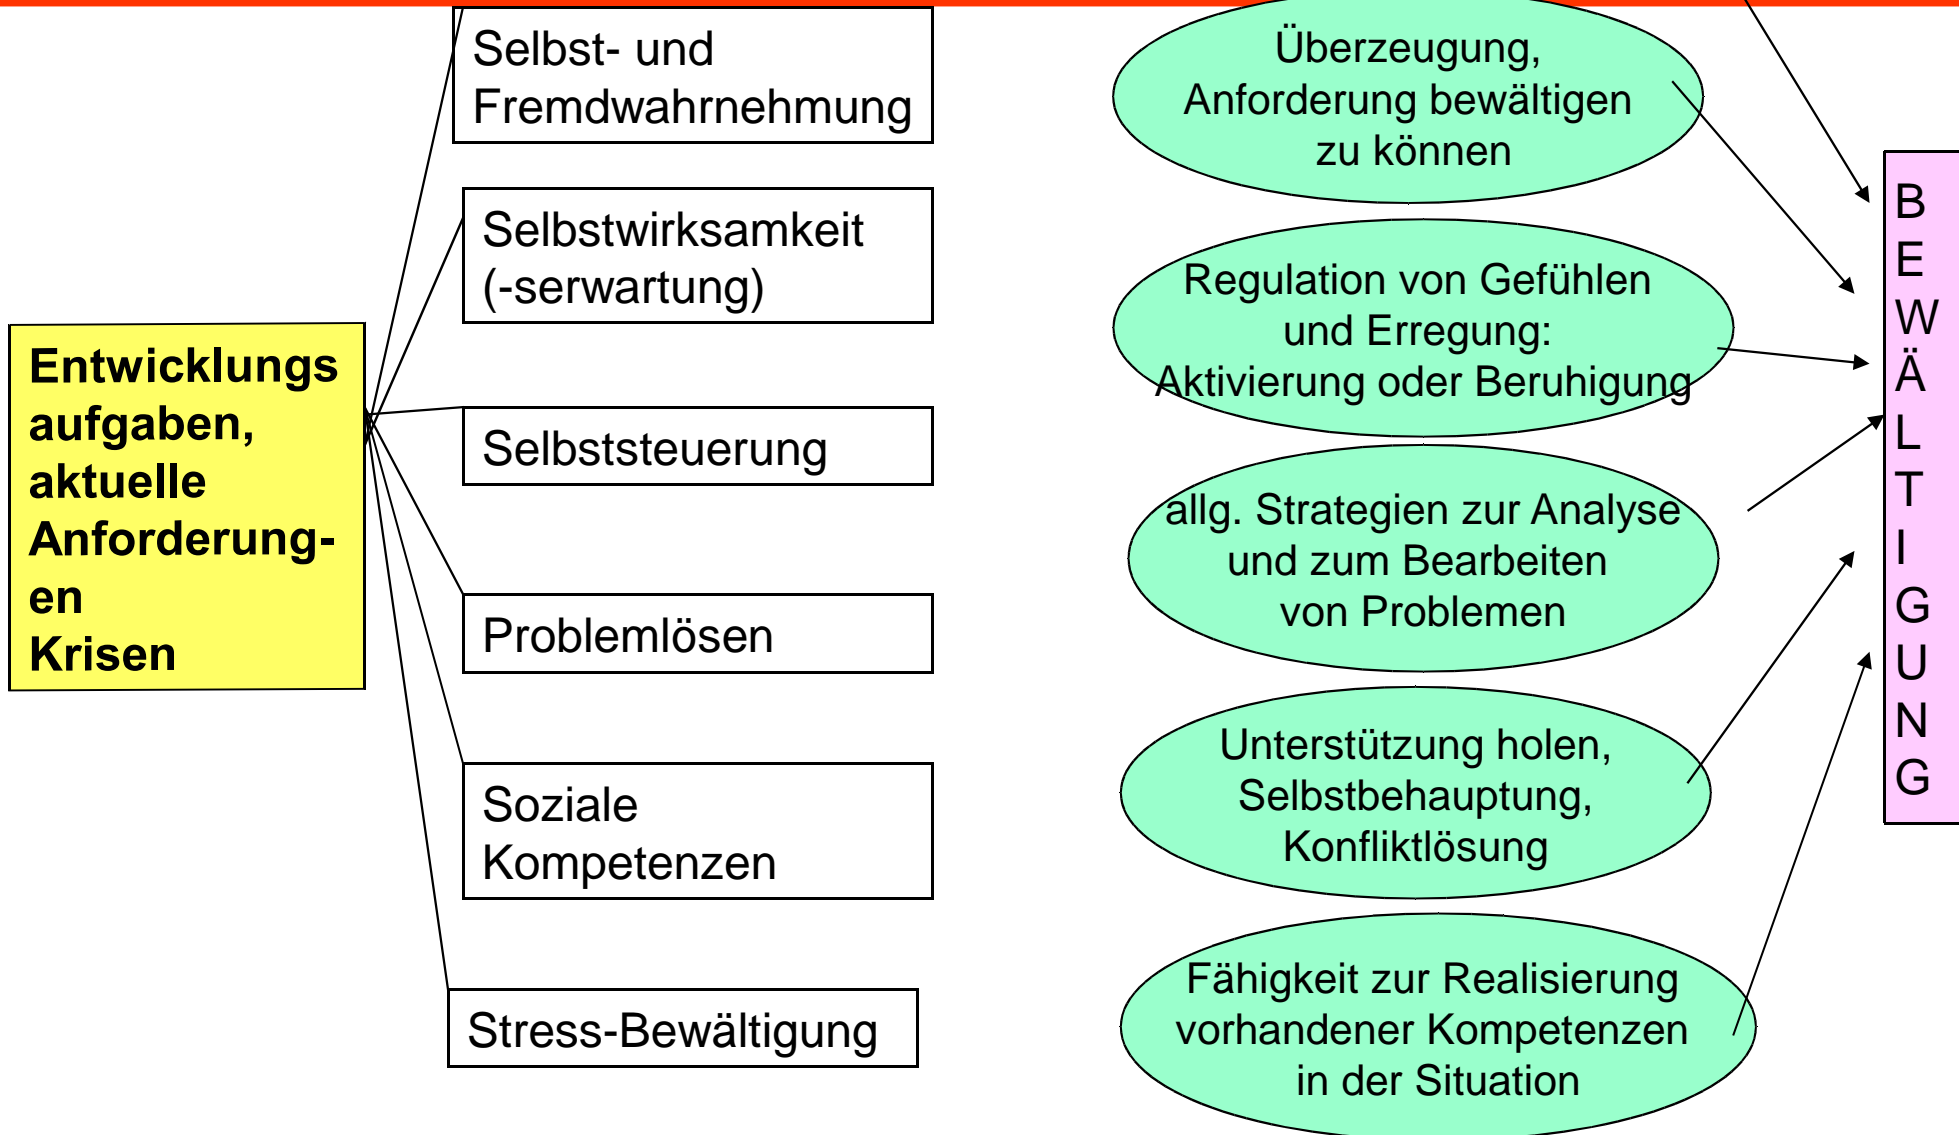 Selbst- und
Fremdwahrnehmung
Selbstwirksamkeit
(-serwartung)
Entwicklungs
aufgaben,
aktuelle
Anforderung-
en
Krisen
Selbststeuerung
Problemlösen
Soziale
Kompetenzen
Stress-Bewältigung
Überzeugung,
Anforderung bewältigen
zu können
Regulation von Gefühlen
und Erregung:
Aktivierung oder Beruhigung
allg. Strategien zur Analyse
und zum Bearbeiten
von Problemen
Unterstützung holen,
Selbstbehauptung,
Konfliktlösung
Fähigkeit zur Realisierung
vorhandener Kompetenzen
in der Situation
B
E
W
Ä
L
T
I
G
U
N
G